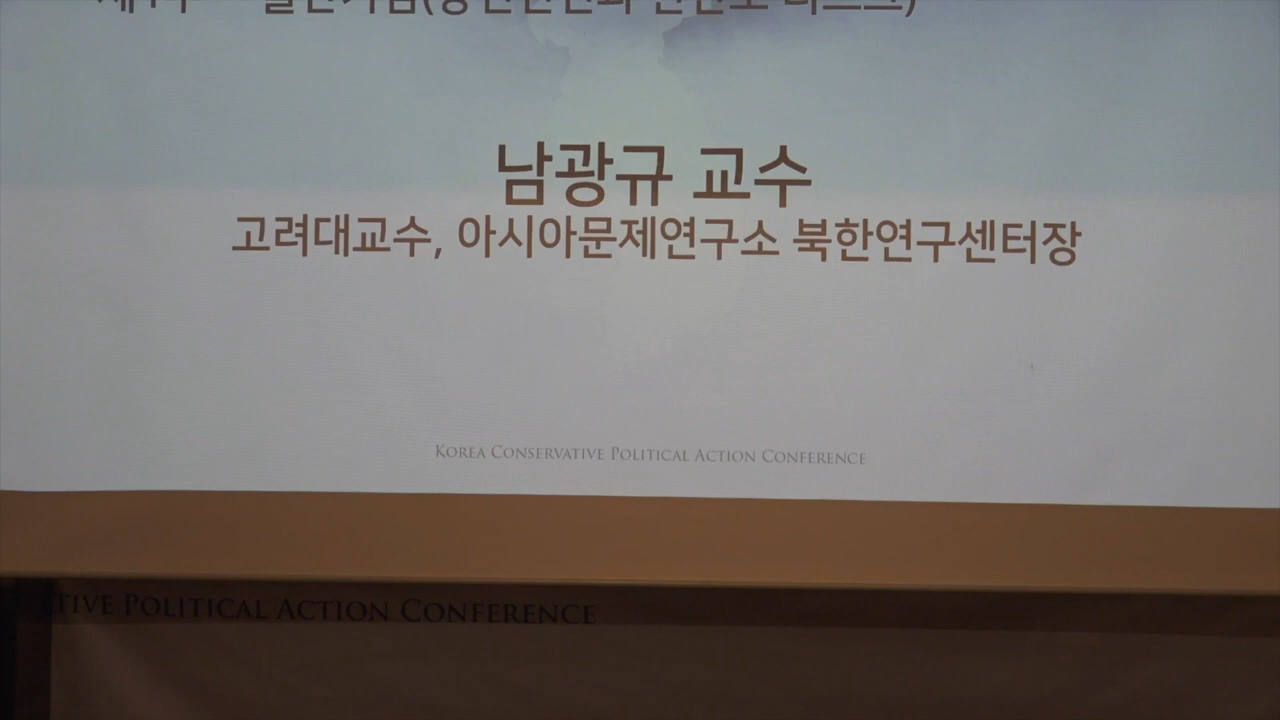 남광규 교수
고려대교수, 아시아문제연구소 북한연구센터장
KOREA CONSERVATIVE POLITICAL ACTION CONFERENCE
POLITICAL ACTION CONFERENCE